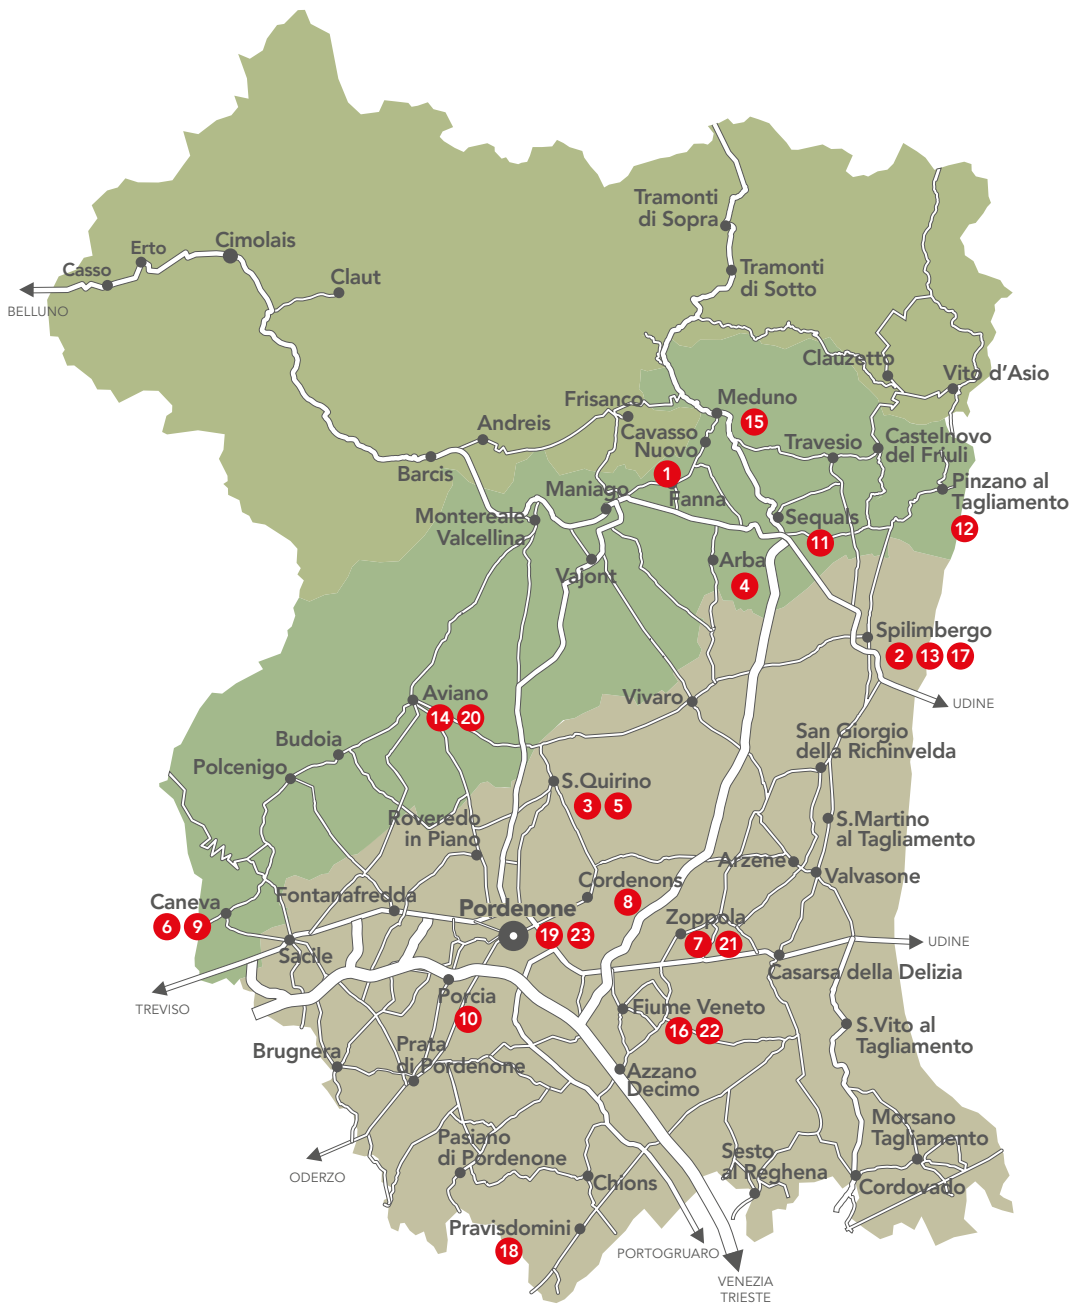 Tramonti
di Sopra
Erto
Cimolais
Casso
Claut
BELLUNO
Tramonti
di Sotto
Clauzetto
Vito d'Asio
Frisanco
Meduno
15
Andreis
Cavasso
Nuovo
1
Travesio
Castelnovo
del Friuli
Barcis
Maniago
Fanna
Pinzano al
Tagliamento
12
Montereale
Valcellina
Sequals
11
Vajont
Arba
4
Spilimbergo
2 13 17
UDINE
Aviano
14 20
Vivaro
Budoia
Polcenigo
San Giorgio
della Richinvelda
S.Quirino
3 5
Roveredo
in Piano
S.Martino
al Tagliamento
Arzene
Valvasone
Cordenons
8
Fontanafredda
Caneva
6 9
Pordenone
19 23
Zoppola
7 21
UDINE
Sacile
Casarsa della Delizia
TREVISO
Porcia
10
Fiume Veneto
16 22
S.Vito al
Tagliamento
Brugnera
Prata
di Pordenone
Azzano
Decimo
Morsano
Tagliamento
Pasiano
di Pordenone
Sesto
al Reghena
ODERZO
Chions
Cordovado
Pravisdomini
18
PORTOGRUARO
VENEZIA
TRIESTE